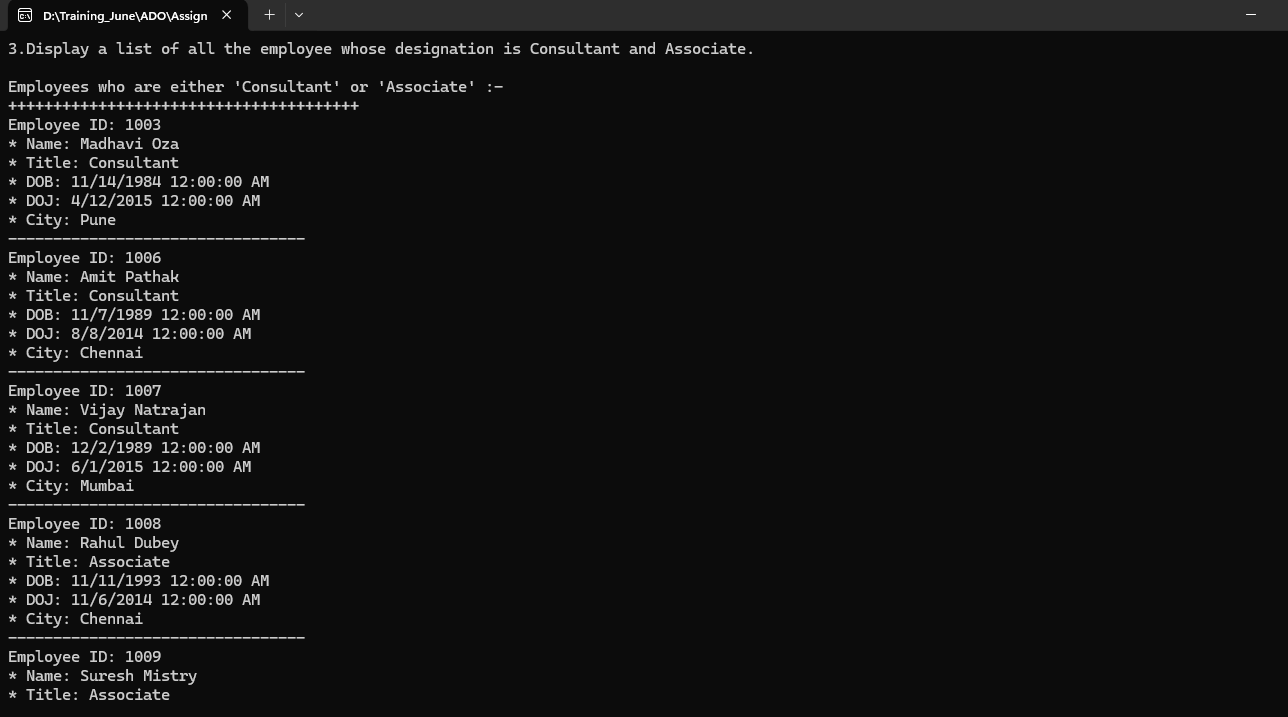 D:\Training_June\ADO\Assign
3.Display a list of all the employee whose designation is Consultant and Associate.
Employees who are either 'Consultant' or 'Associate' :-
+++++++++++++++++++++++++++++++++++++++
Employee ID: 1003
* Name: Madhavi Oza
* Title: Consultant
* DOB: 11/14/1984 12:00:00 AM
* DOJ: 4/12/2015 12:00:00 AM
* City: Pune
---------------------------------
Employee ID: 1006
* Name: Amit Pathak
* Title: Consultant
* DOB: 11/7/1989 12:00:00 AM
* DOJ: 8/8/2014 12:00:00 AM
* City: Chennai
---------------------------------
Employee ID: 1007
* Name: Vijay Natrajan
* Title: Consultant
* DOB: 12/2/1989 12:00:00 AM
* DOJ: 6/1/2015 12:00:00 AM
* City: Mumbai
---------------------------------
Employee ID: 1008
* Name: Rahul Dubey
* Title: Associate
* DOB: 11/11/1993 12:00:00 AM
* DOJ: 11/6/2014 12:00:00 AM
* City: Chennai
---------------------------------
Employee ID: 1009
* Name: Suresh Mistry
* Title: Associate